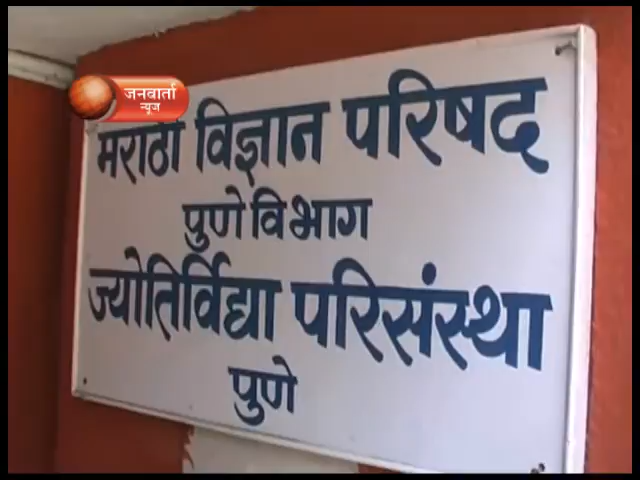 जनवार्ता
न्यूज
मराठी विज्ञान परिषद
पुणे विभाग
ज्योतिर्विद्या परिसंस्था
पुणे